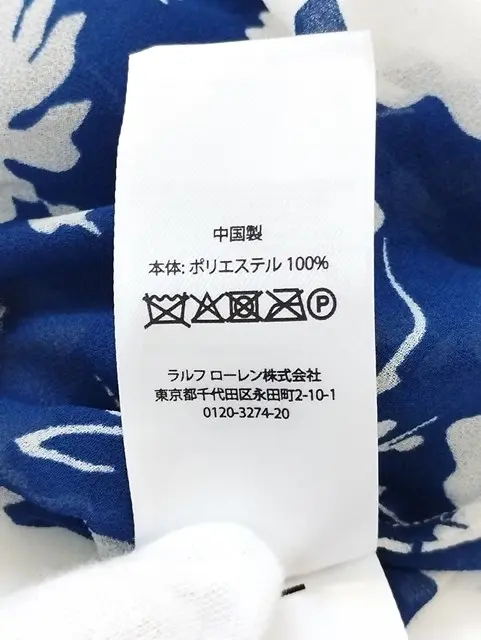 中国製
本体: ポリエステル 100%
P
ラルフ ローレン株式会社
東京都千代田区永田町2-10-1
0120-3274-20